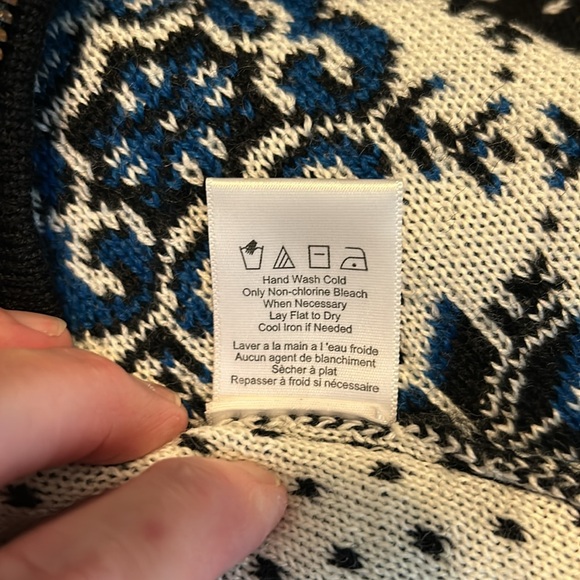 Hand Wash Cold
Only Non-chlorine Bleach
When Necessary
Lay Flat to Dry
Cool Iron if Needed
Laver a la main a l 'eau froide
Aucun agent de blanchiment
Sècher à plat
Repasser à froid si nécessaire